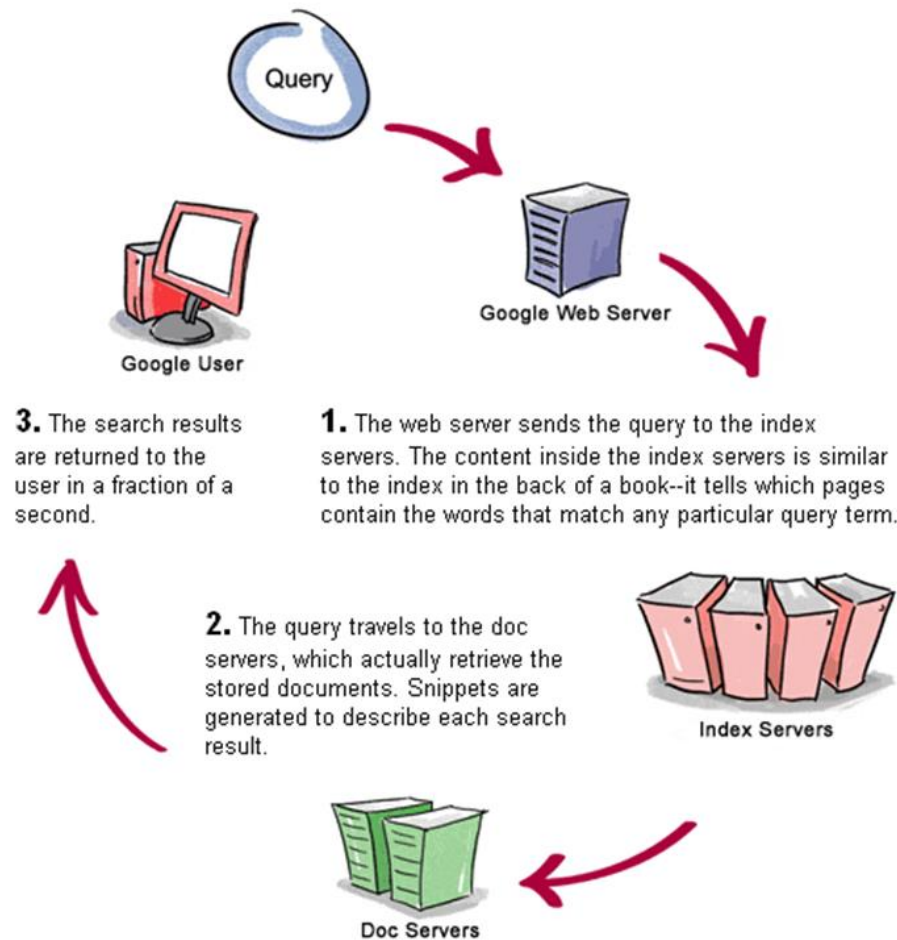 Query
Google Web Server
Google User
1. The web server sends the query to the index
servers. The content inside the index servers is similar
to the index in the back of a book--it tells which pages
contain the words that match any particular query term.
Index Servers
2. The query travels to the doc
servers, which actually retrieve the
stored documents. Snippets are
generated to describe each search
result.
Doc Servers
3. The search results
are returned to the
user in a fraction of a
second.